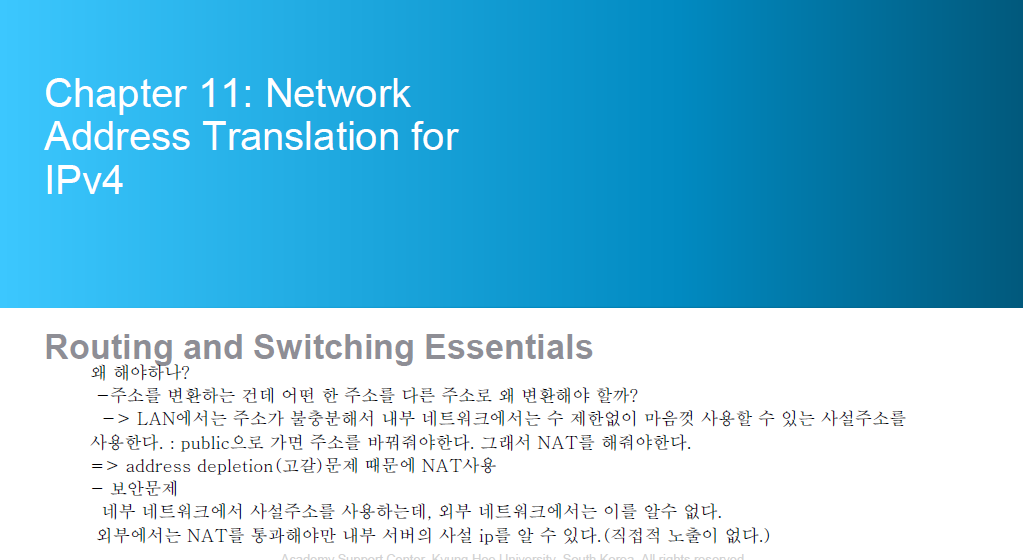 Chapter 11: Network
Address Translation for
IPv4
Routing and Switching Essentials
왜 해야하나?
-주소를 변환하는 건데 어떤 한 주소를 다른 주소로 왜 변환해야 할까?
-> LAN에서는 주소가 불충분해서 내부 네트워크에서는 수 제한없이 마음껏 사용할 수 있는 사설주소를
사용한다. : public으로 가면 주소를 바꿔줘야한다. 그래서 NAT를 해줘야한다.
=> address depletion(고갈)문제 때문에 NAT사용
- 보안문제
네부 네트워크에서 사설주소를 사용하는데, 외부 네트워크에서는 이를 알수 없다.
외부에서는 NAT를 통과해야만 내부 서버의 사설 ip를 알 수 있다.(직접적 노출이 없다.)
Academy Support Center, Kyung Hee University, South Korea. All rights reserved